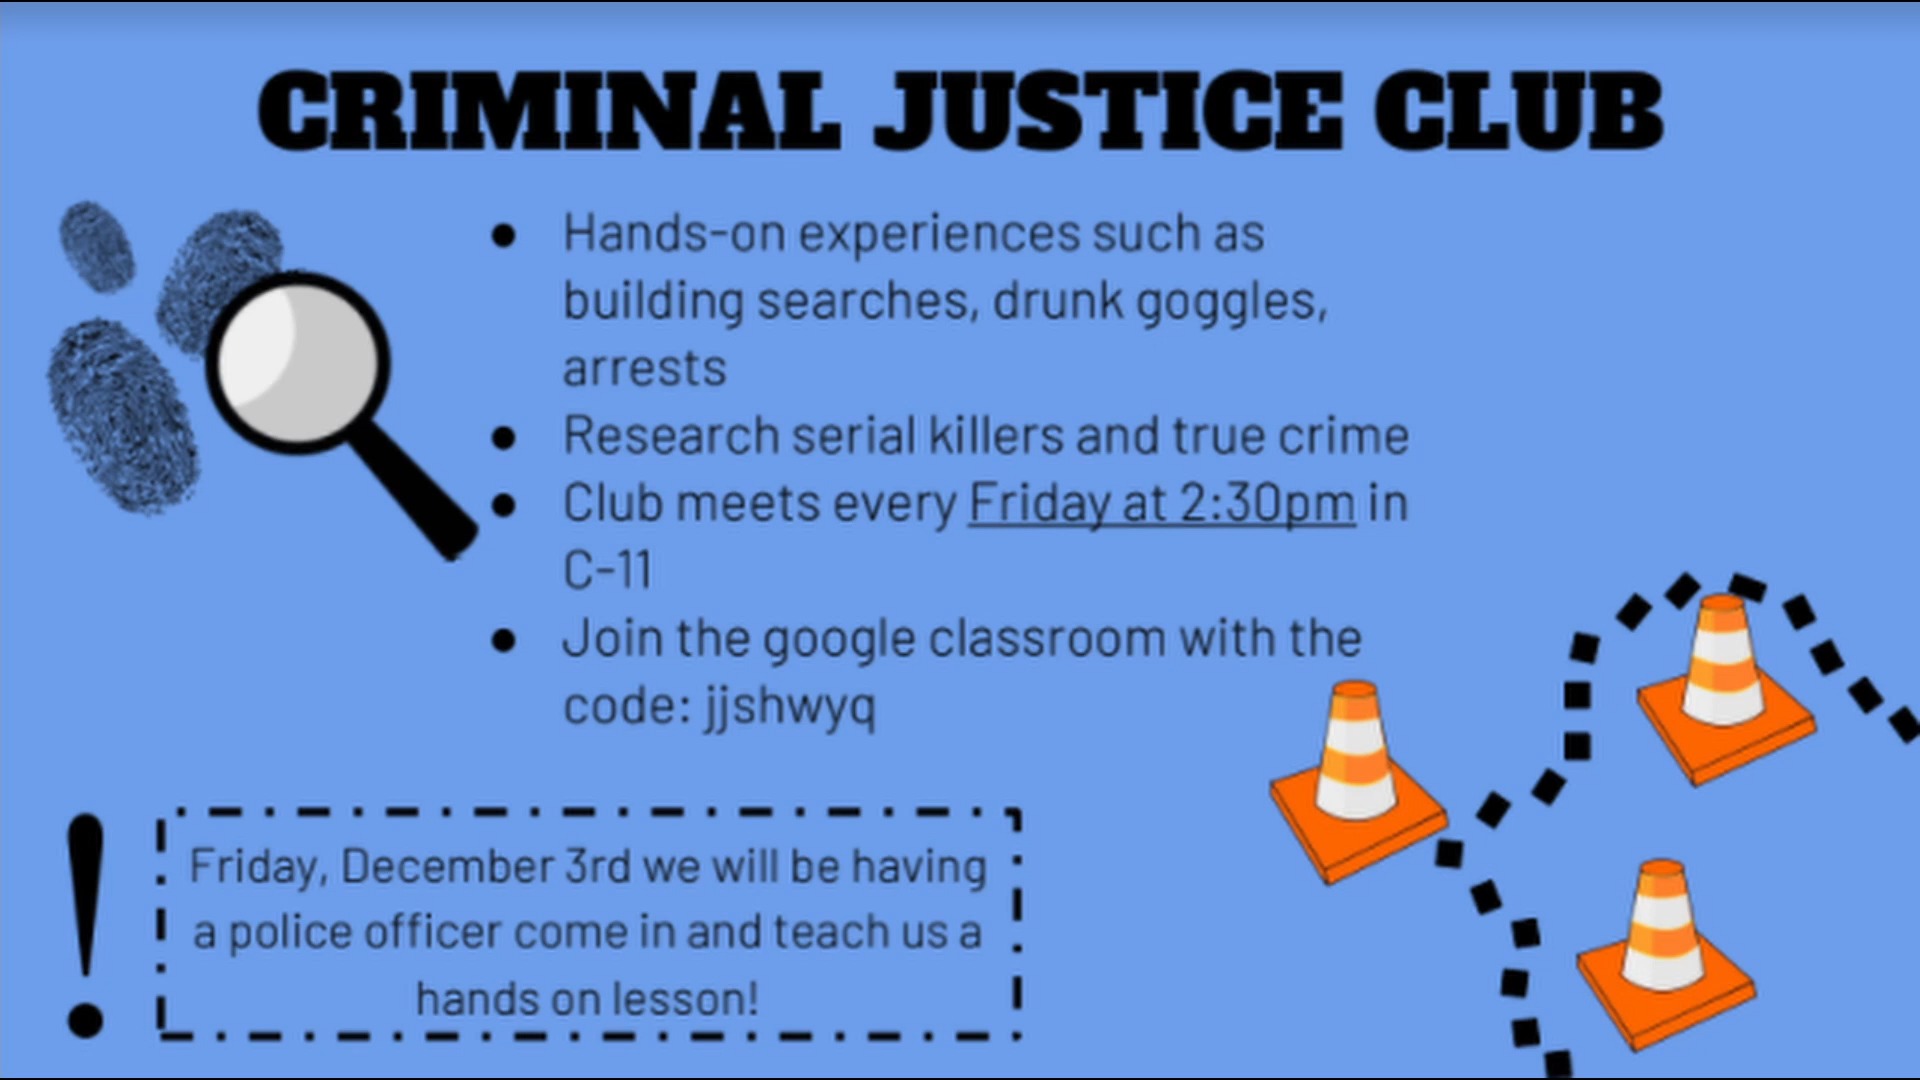 CRIMINAL JUSTICE CLUB
● Hands-on experiences such as
building searches, drunk goggles,
arrests
● Research serial killers and true crime
● Club meets every Friday at 2:30pm in
C-11
● Join the google classroom with the
code: jjshwyq
Friday, December 3rd we will be having
a police officer come in and teach us a
hands on lesson!